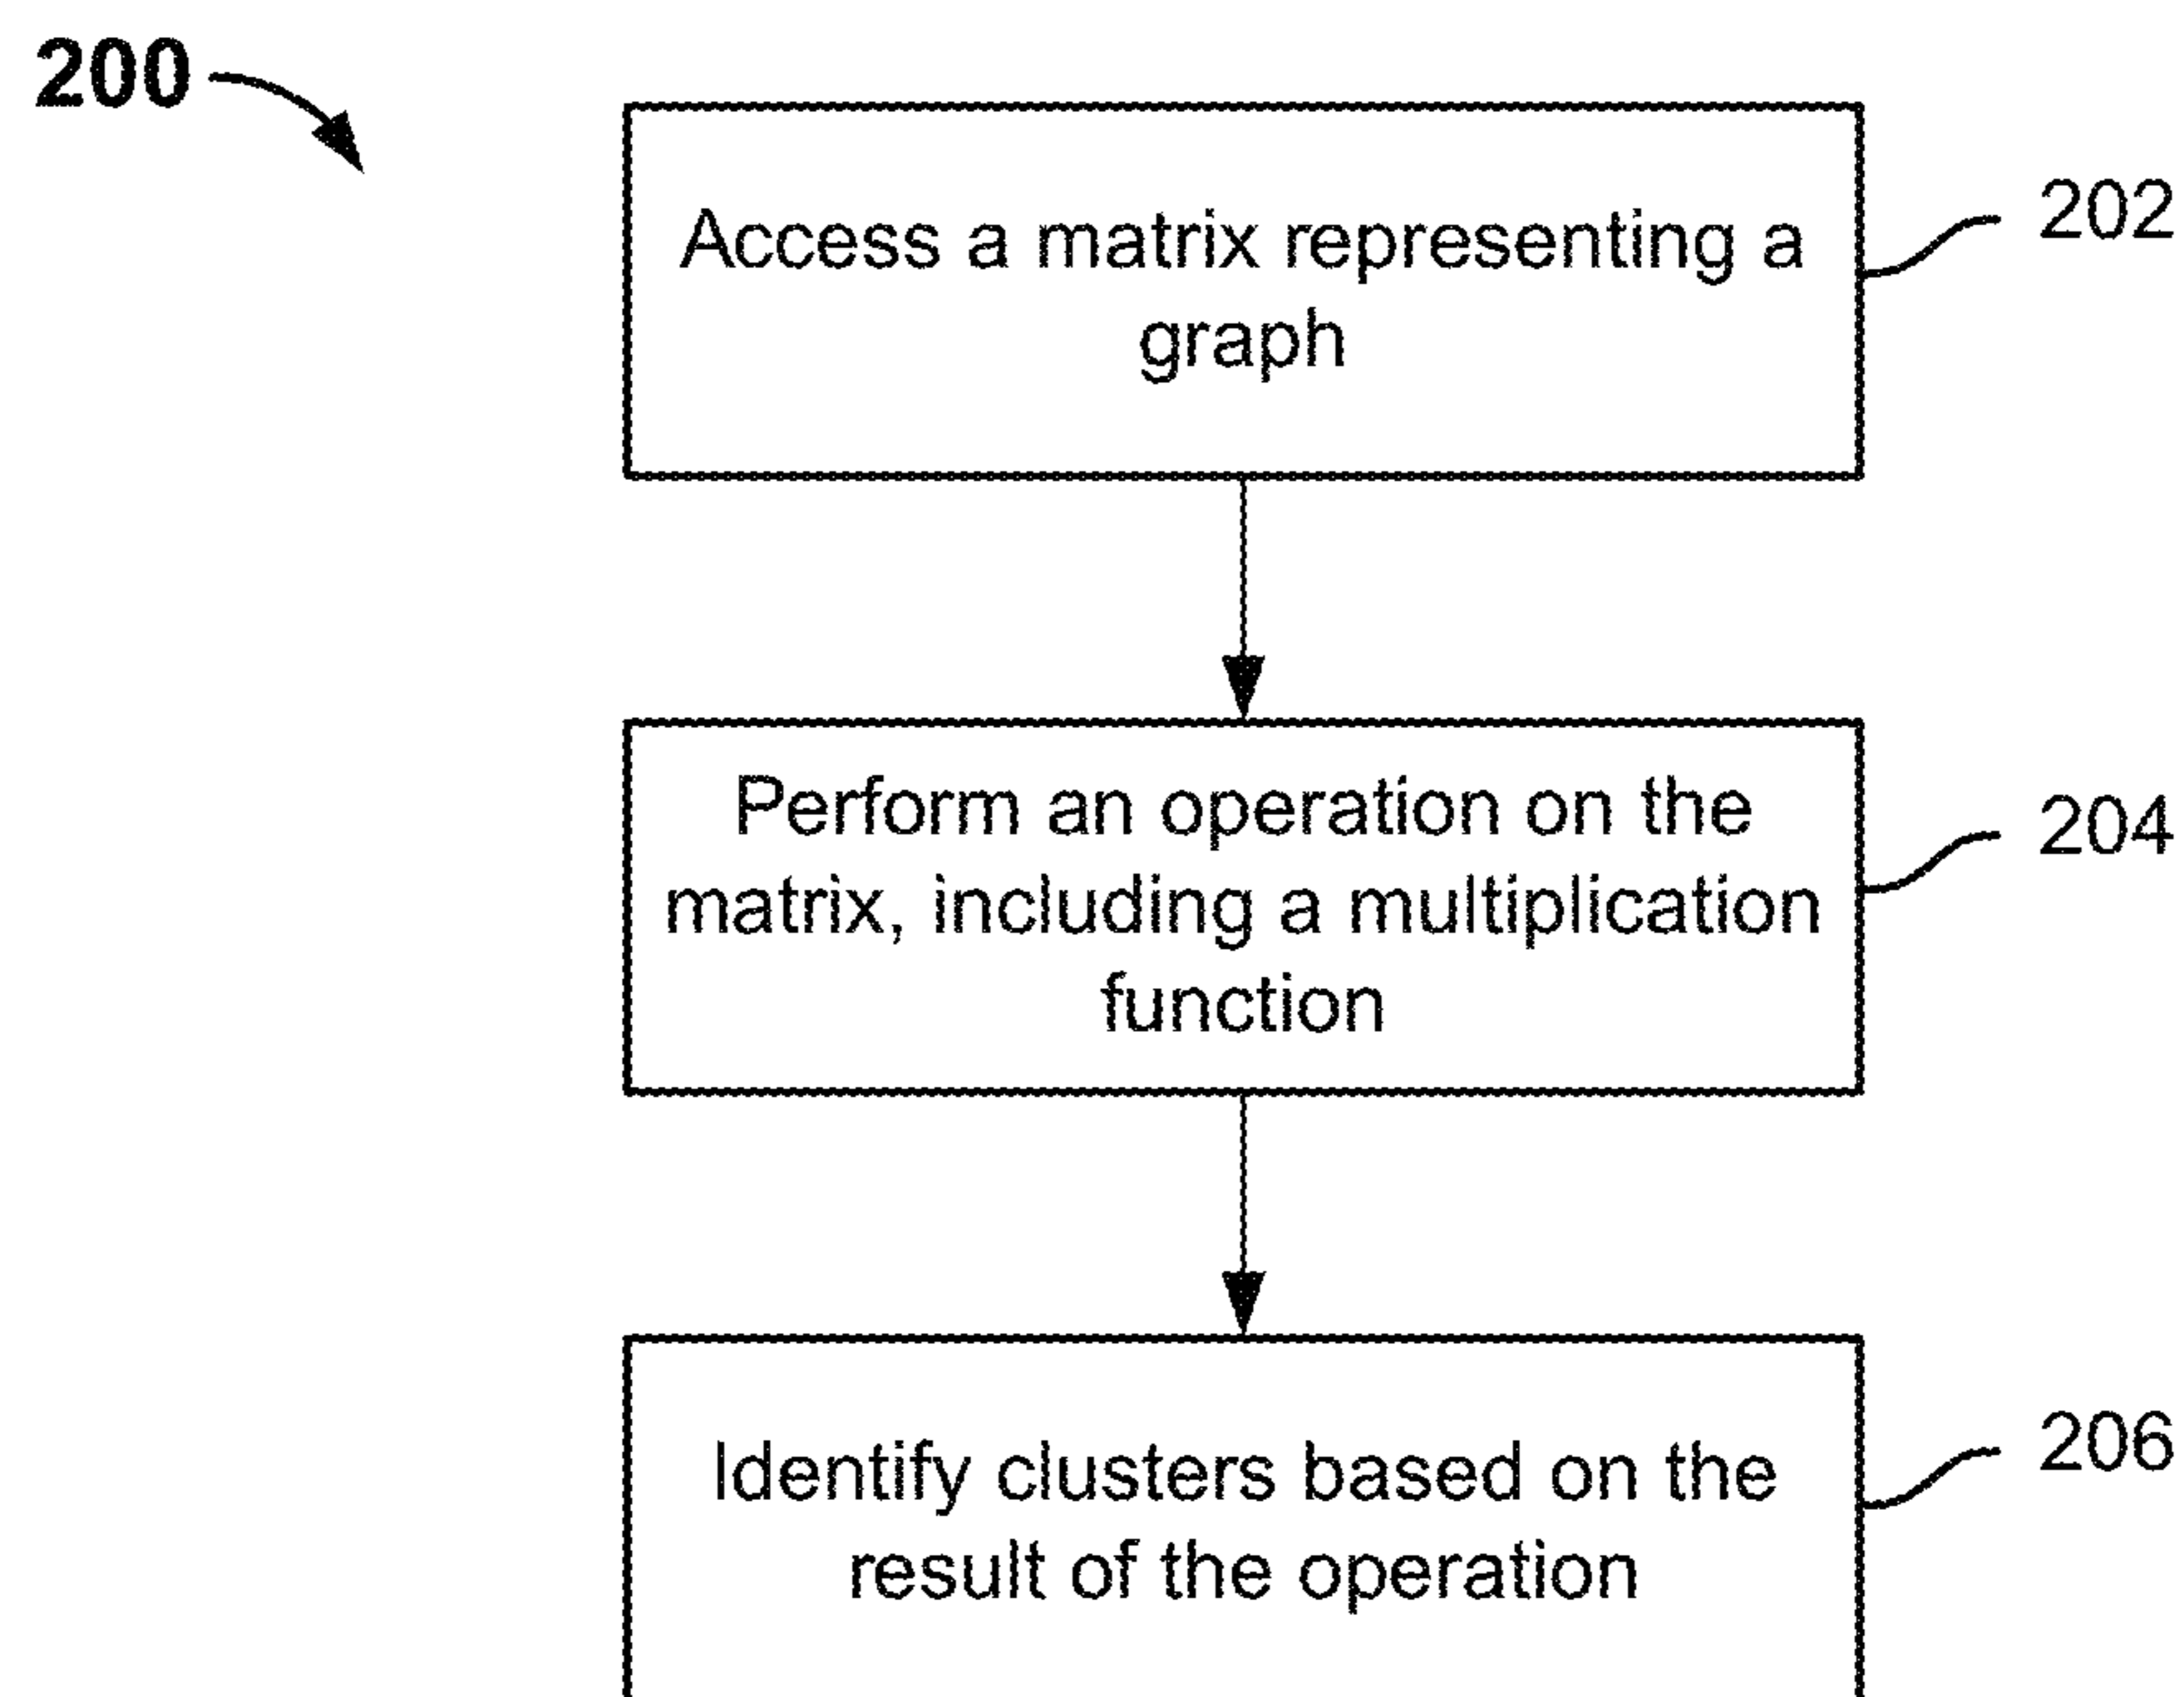 200
Access a matrix representing a
graph
202
Perform an operation on the
matrix, including a multiplication
function
204
Identify clusters based on the
result of the operation
206